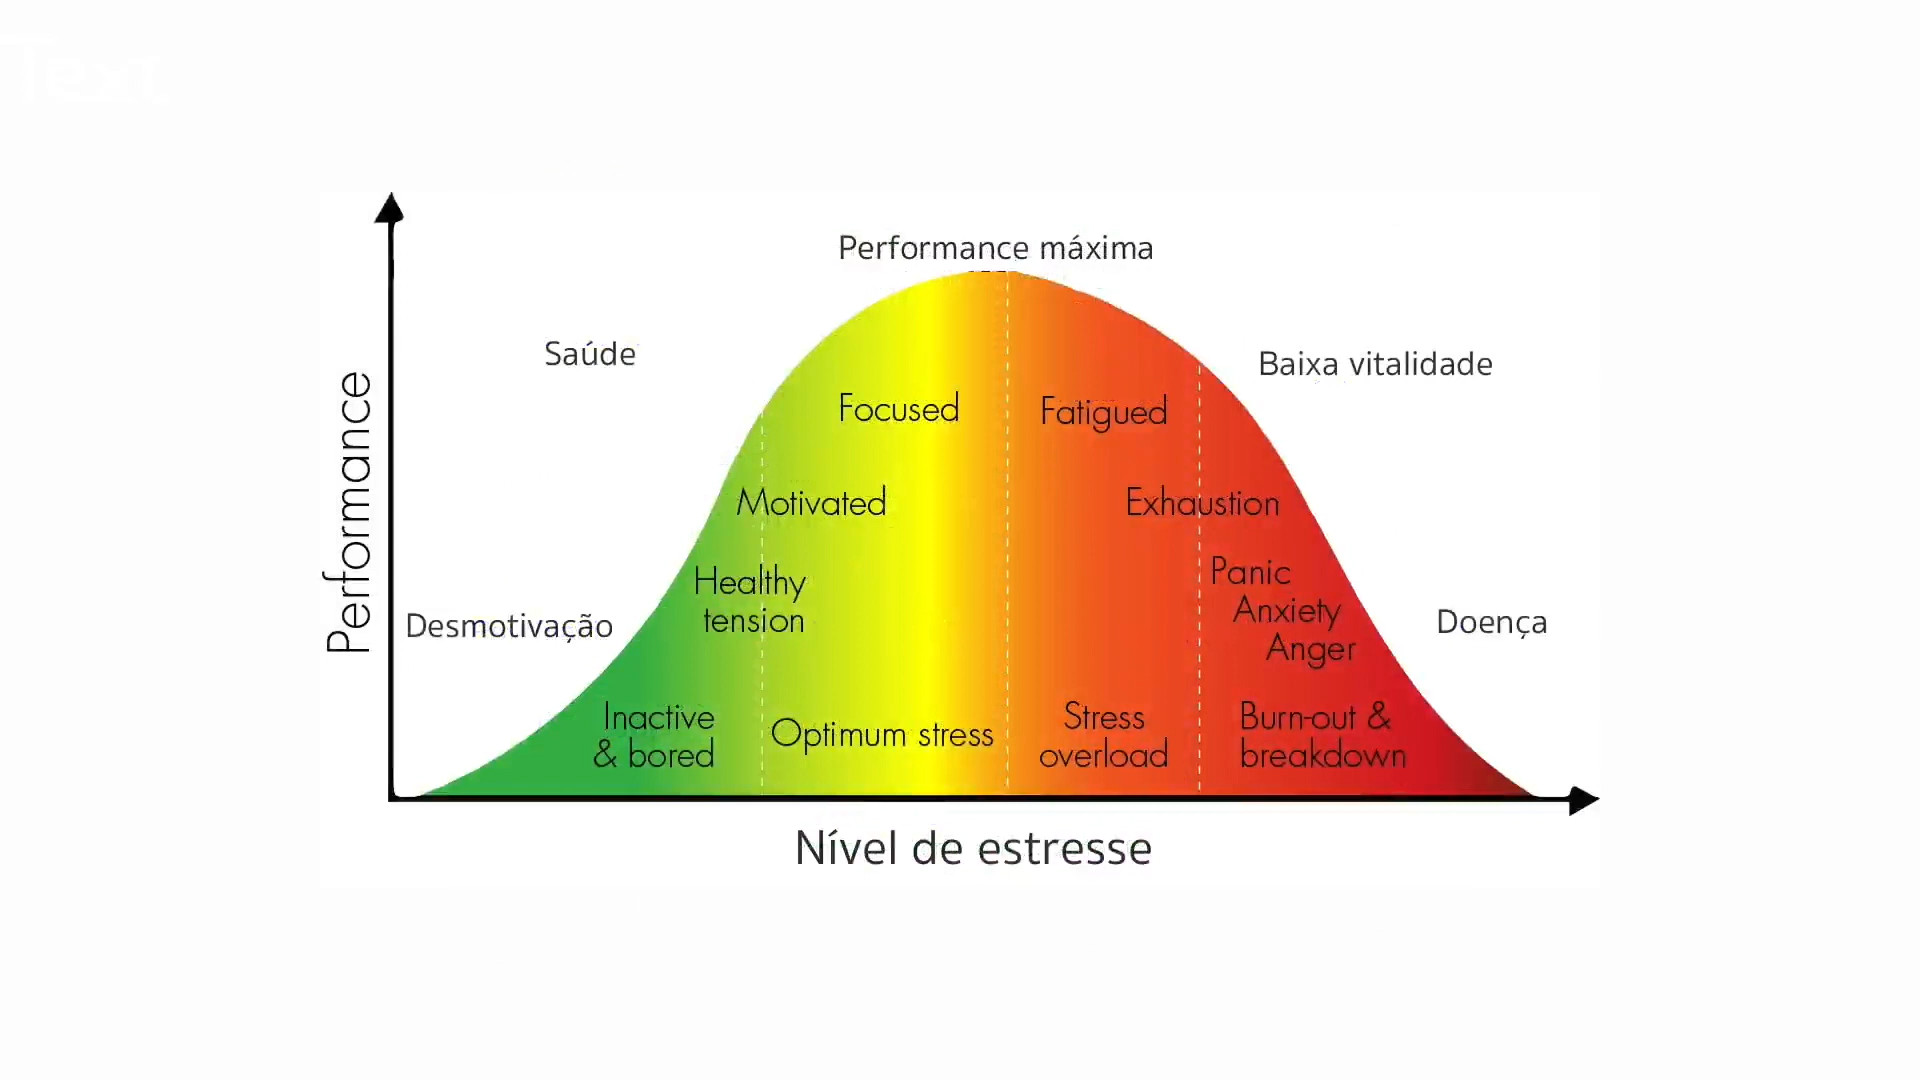 Text
Performance máxima
Saúde
Baixa vitalidade
Focused
Fatigued
Motivated
Exhaustion
Performance
Healthy
tension
Panic
Anxiety
Anger
Desmotivação
Doença
Inactive
& bored
Optimum stress
Stress
overload
Burn-out &
breakdown
Nível de estresse